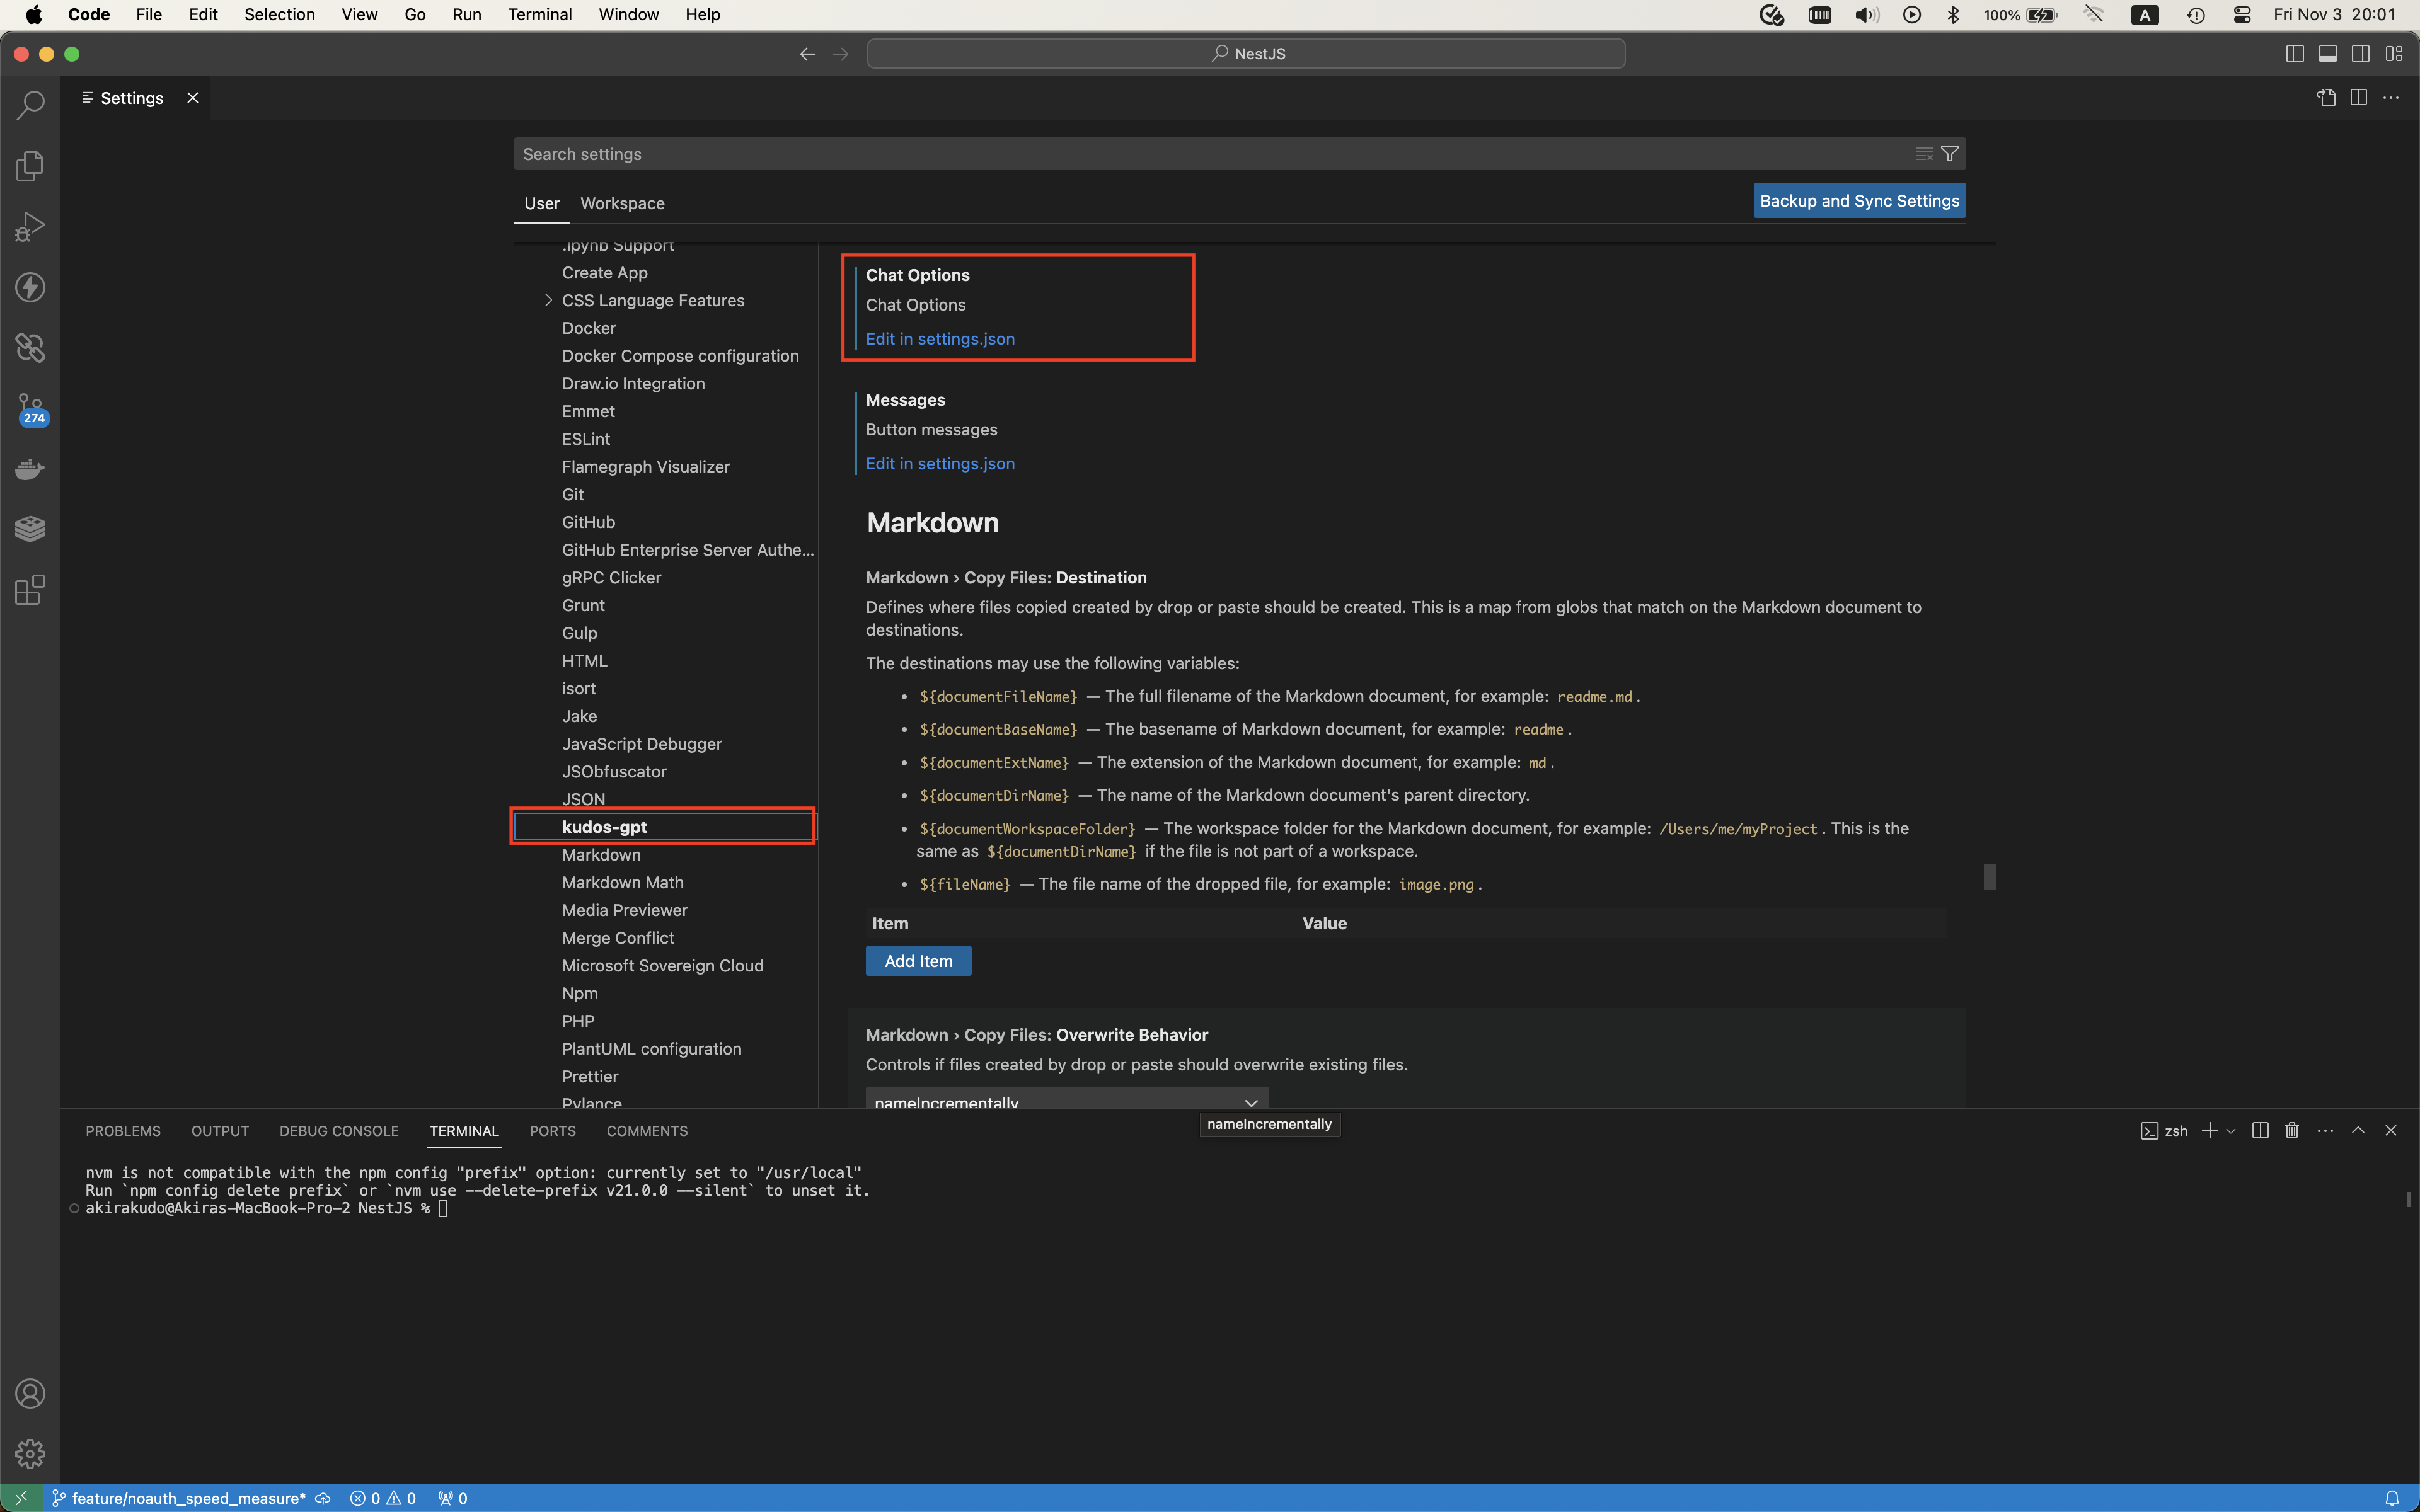 Code File Edit Selection View Go Run Terminal Window Help 100% A Fri Nov 3 20:01
NestJS
Settings
Search settings
User Workspace Backup and Sync Settings
.ipynb Support
Create App
CSS Language Features
Docker
Docker Compose configuration
Draw.io Integration
Emmet
ESLint
Flamegraph Visualizer
Git
GitHub
GitHub Enterprise Server Authe...
gRPC Clicker
Grunt
Gulp
HTML
isort
Jake
JavaScript Debugger
JSObfuscator
JSON
kudos-gpt
Markdown
Markdown Math
Media Previewer
Merge Conflict
Microsoft Sovereign Cloud
Npm
PHP
PlantUML configuration
Prettier
Pylance
274
Chat Options
Chat Options
Edit in settings.json
Messages
Button messages
Edit in settings.json
Markdown
Markdown › Copy Files: Destination
Defines where files copied created by drop or paste should be created. This is a map from globs that match on the Markdown document to
destinations.
The destinations may use the following variables:
• ${documentFileName} — The full filename of the Markdown document, for example: readme.md .
• ${documentBaseName} — The basename of Markdown document, for example: readme .
• ${documentExtName} — The extension of the Markdown document, for example: md .
• ${documentDirName} — The name of the Markdown document's parent directory.
• ${documentWorkspaceFolder} — The workspace folder for the Markdown document, for example: /Users/me/myProject . This is the
same as ${documentDirName} if the file is not part of a workspace.
• ${fileName} — The file name of the dropped file, for example: image.png .
Item Value
Add Item
Markdown › Copy Files: Overwrite Behavior
Controls if files created by drop or paste should overwrite existing files.
nameIncrementally
nameIncrementally
PROBLEMS OUTPUT DEBUG CONSOLE TERMINAL PORTS COMMENTS zsh
nvm is not compatible with the npm config "prefix" option: currently set to "/usr/local"
Run `npm config delete prefix` or `nvm use --delete-prefix v21.0.0 --silent` to unset it.
akirakudo@Akiras-MacBook-Pro-2 NestJS %
feature/noauth_speed_measure* 0 0 0